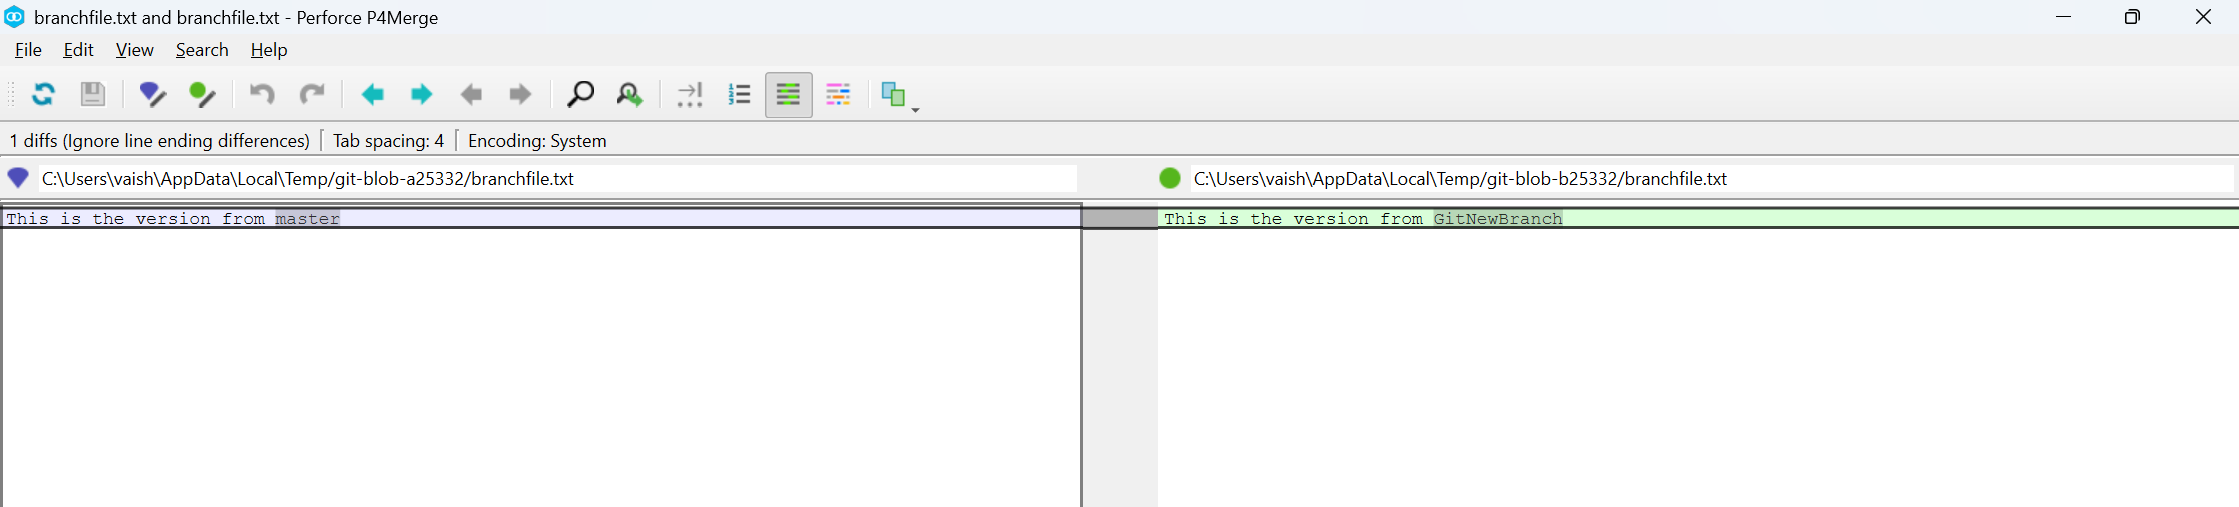 branchfile.txt and branchfile.txt - Perforce P4Merge
File Edit View Search Help
1 diffs (Ignore line ending differences) Tab spacing: 4 Encoding: System
C:\Users\vaish\AppData\Local\Temp/git-blob-a25332/branchfile.txt
C:\Users\vaish\AppData\Local\Temp/git-blob-b25332/branchfile.txt
This is the version from master
This is the version from GitNewBranch